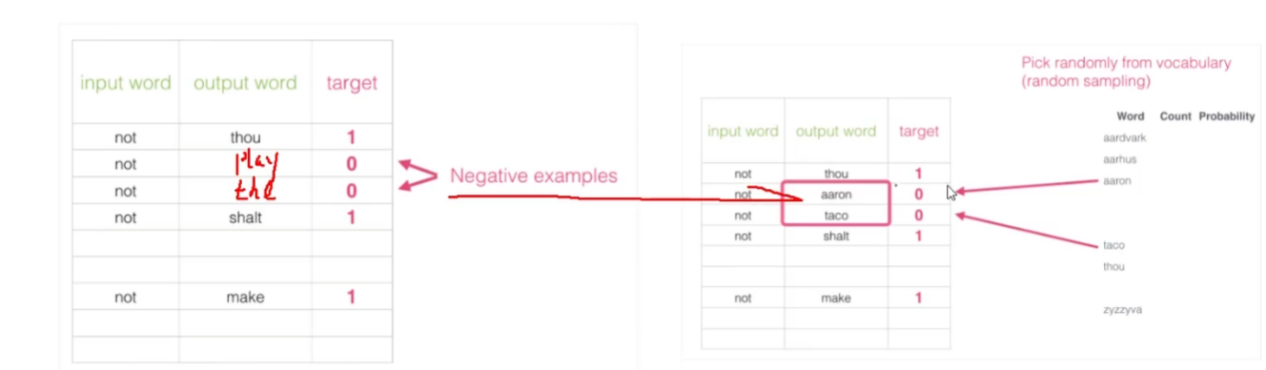 input word output word target
not thou 1
not play 0
not the 0
not shalt 1
not make 1
Negative examples
Pick randomly from vocabulary
(random sampling)
input word output word target
not thou 1
not aaron 0
not taco 0
not shalt 1
not make 1
Word Count Probability
aardvark
aarhus
aaron
taco
thou
zyzzyva